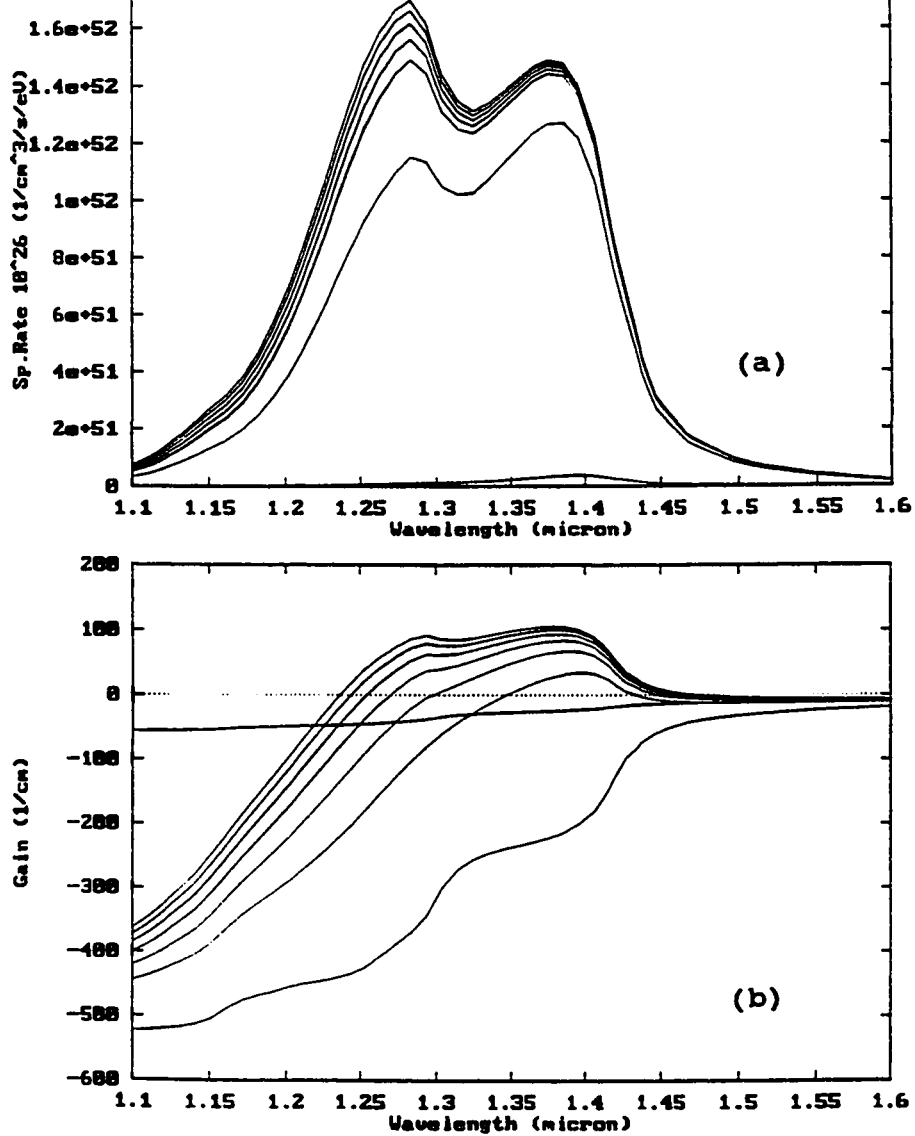 Sp.Rate 10^26 (1/cm^3/s/eV)
1.6e+52
1.4e+52
1.2e+52
1e+52
8e+51
6e+51
4e+51
2e+51
0
(a)
1.1 1.15 1.2 1.25 1.3 1.35 1.4 1.45 1.5 1.55 1.6
Wavelength (micron)
Gain (1/cm)
200
100
0
-100
-200
-300
-400
-500
-600
(b)
1.1 1.15 1.2 1.25 1.3 1.35 1.4 1.45 1.5 1.55 1.6
Wavelength (micron)